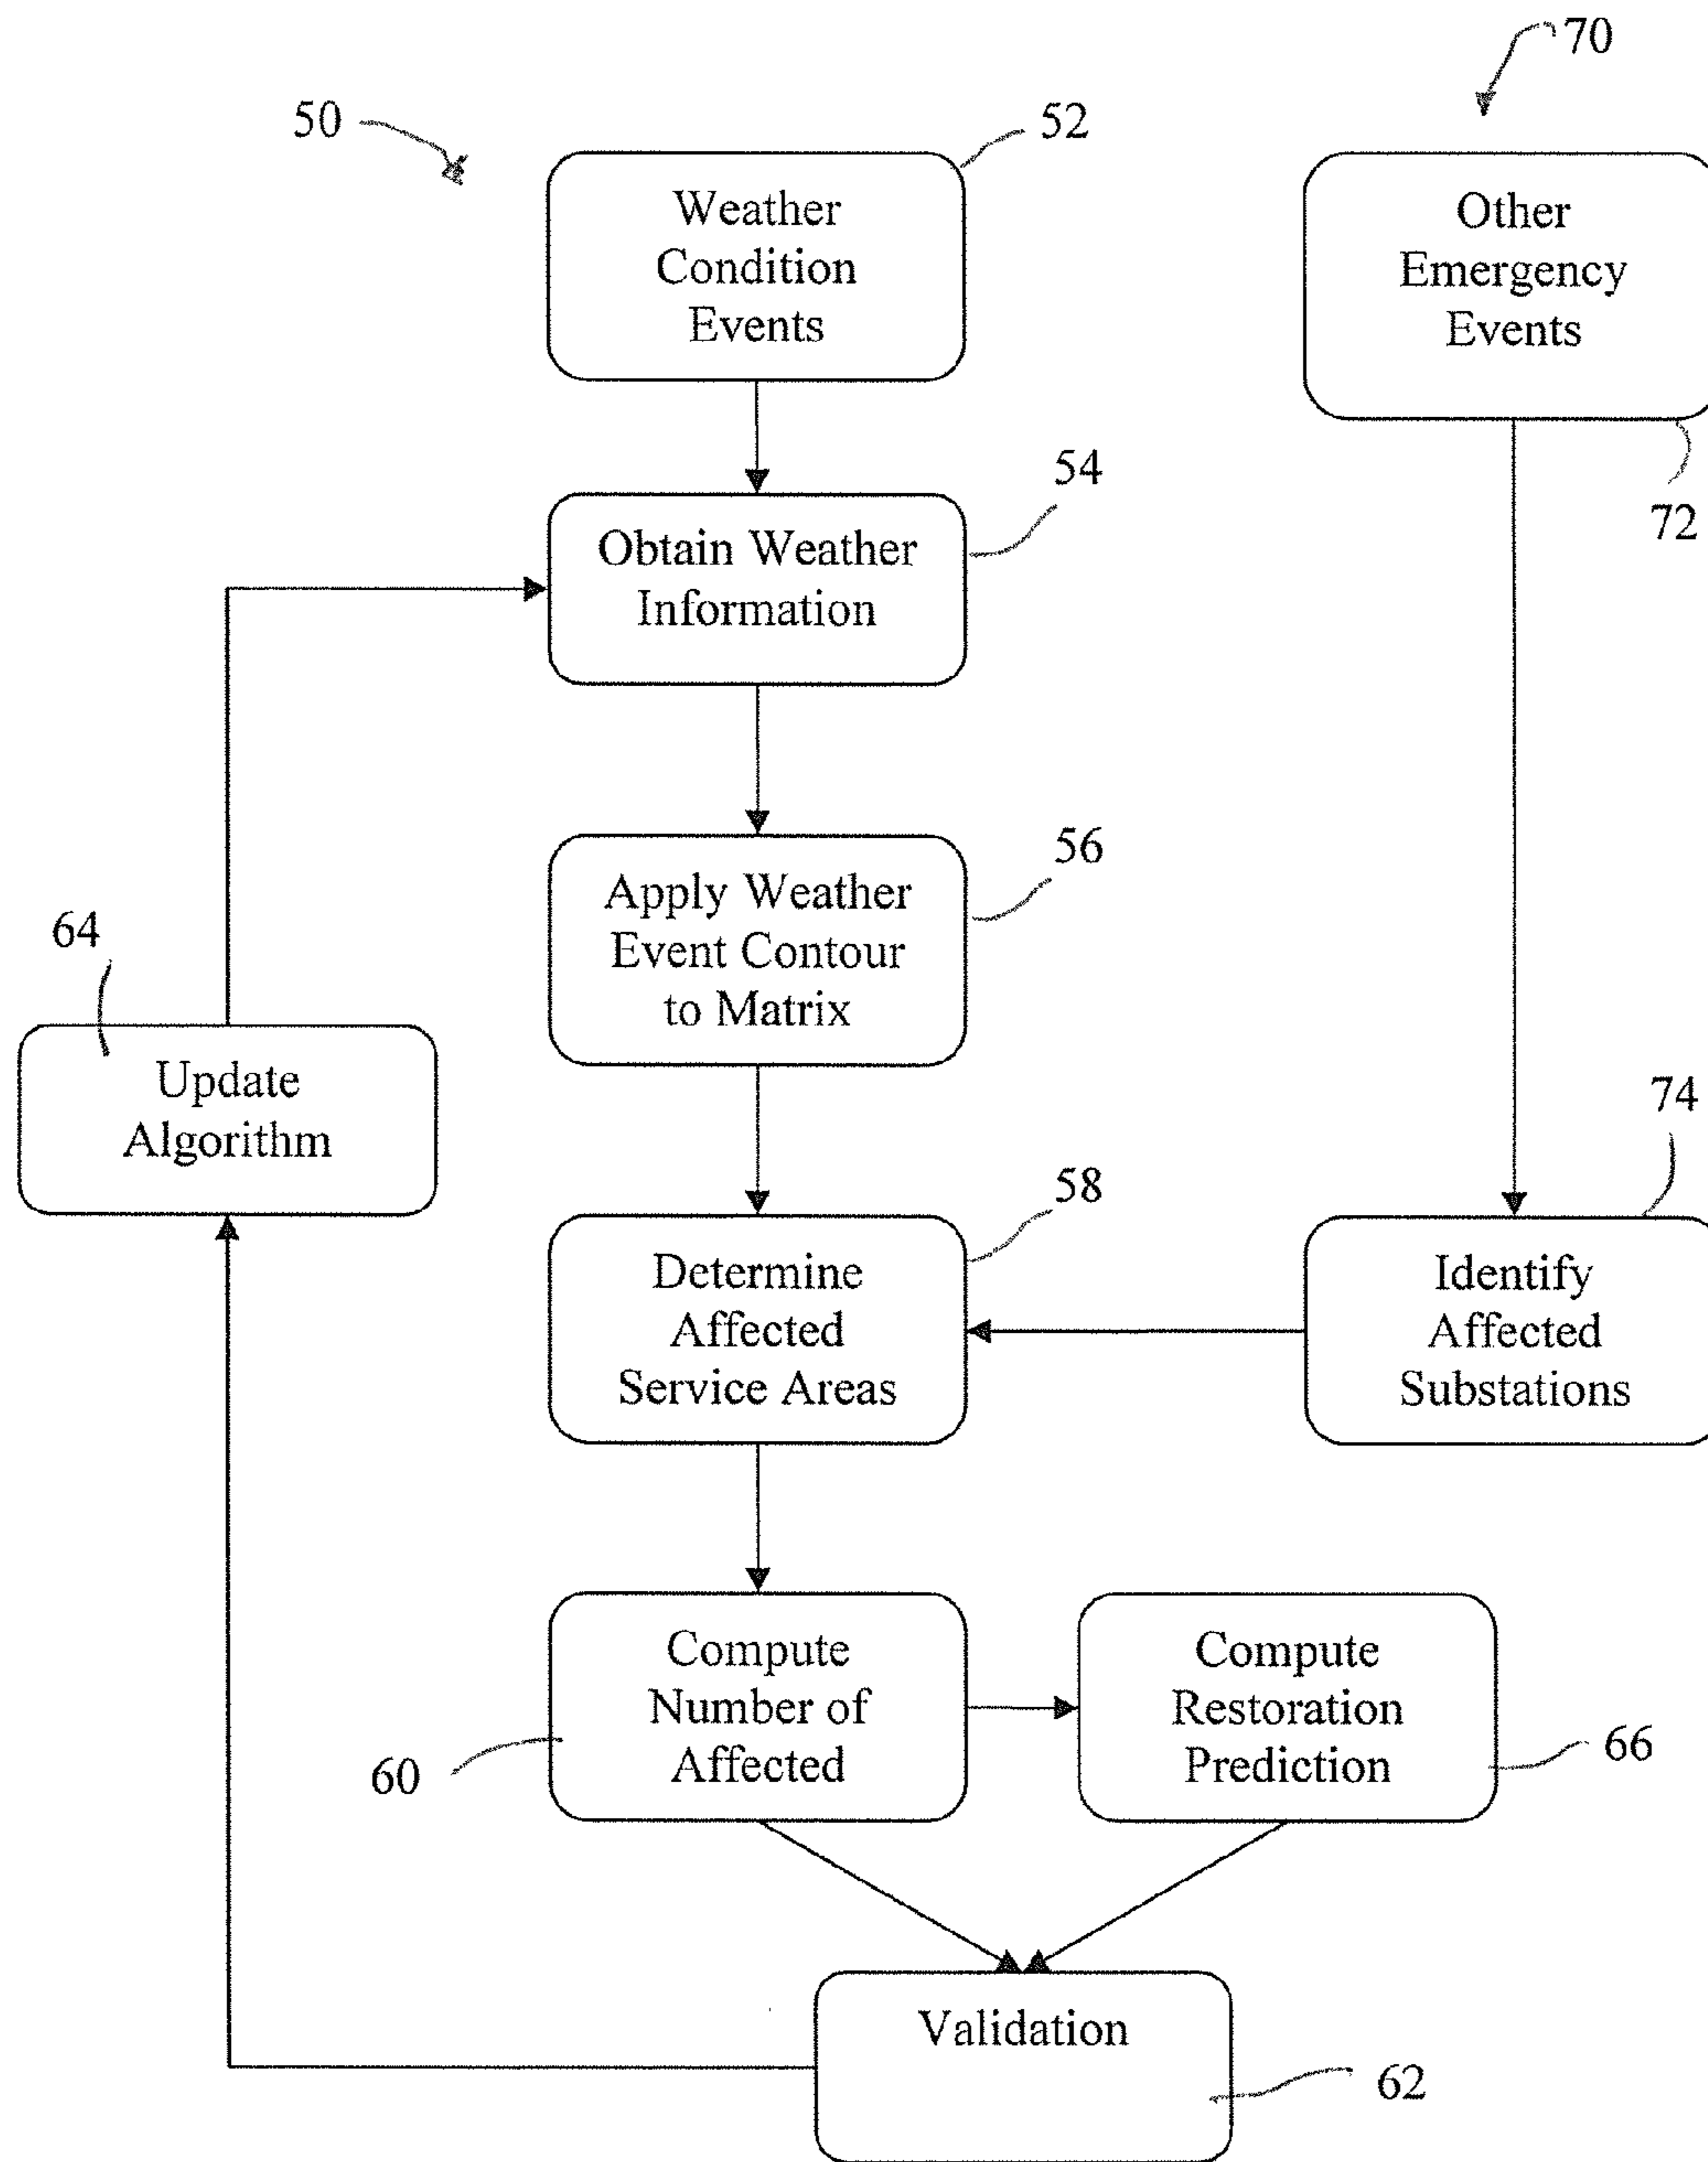 70
50
52
Weather
Condition
Events
Other
Emergency
Events
72
54
Obtain Weather
Information
56
Apply Weather
Event Contour
to Matrix
64
Update
Algorithm
74
58
Determine
Affected
Service Areas
Identify
Affected
Substations
Compute
Number of
Affected
60
Compute
Restoration
Prediction
66
Validation
62